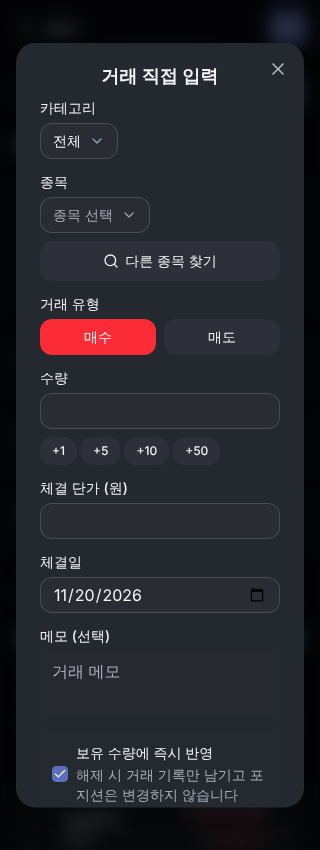 거래 직접 입력
카테고리
전체
종목
종목 선택
다른 종목 찾기
거래 유형
매수 매도
수량
+1 +5 +10 +50
체결 단가 (원)
체결일
11/20/2026
메모 (선택)
거래 메모
보유 수량에 즉시 반영
해제 시 거래 기록만 남기고 포
지션은 변경하지 않습니다